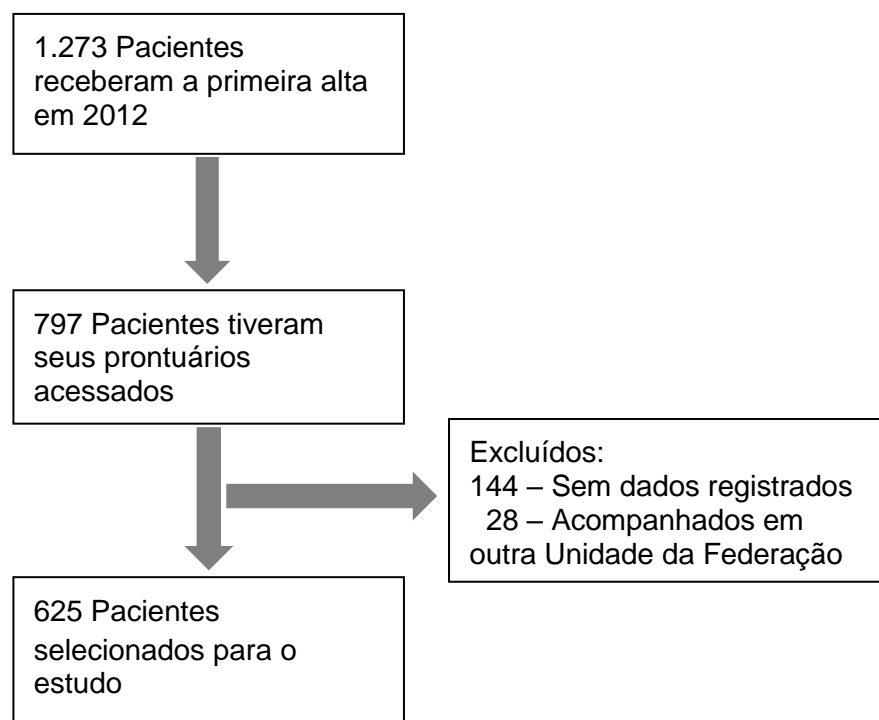 1.273 Pacientes
receberam a primeira alta
em 2012
797 Pacientes tiveram
seus prontuários
acessados
Excluídos:
144 – Sem dados registrados
28 – Acompanhados em
outra Unidade da Federação
625 Pacientes
selecionados para o
estudo